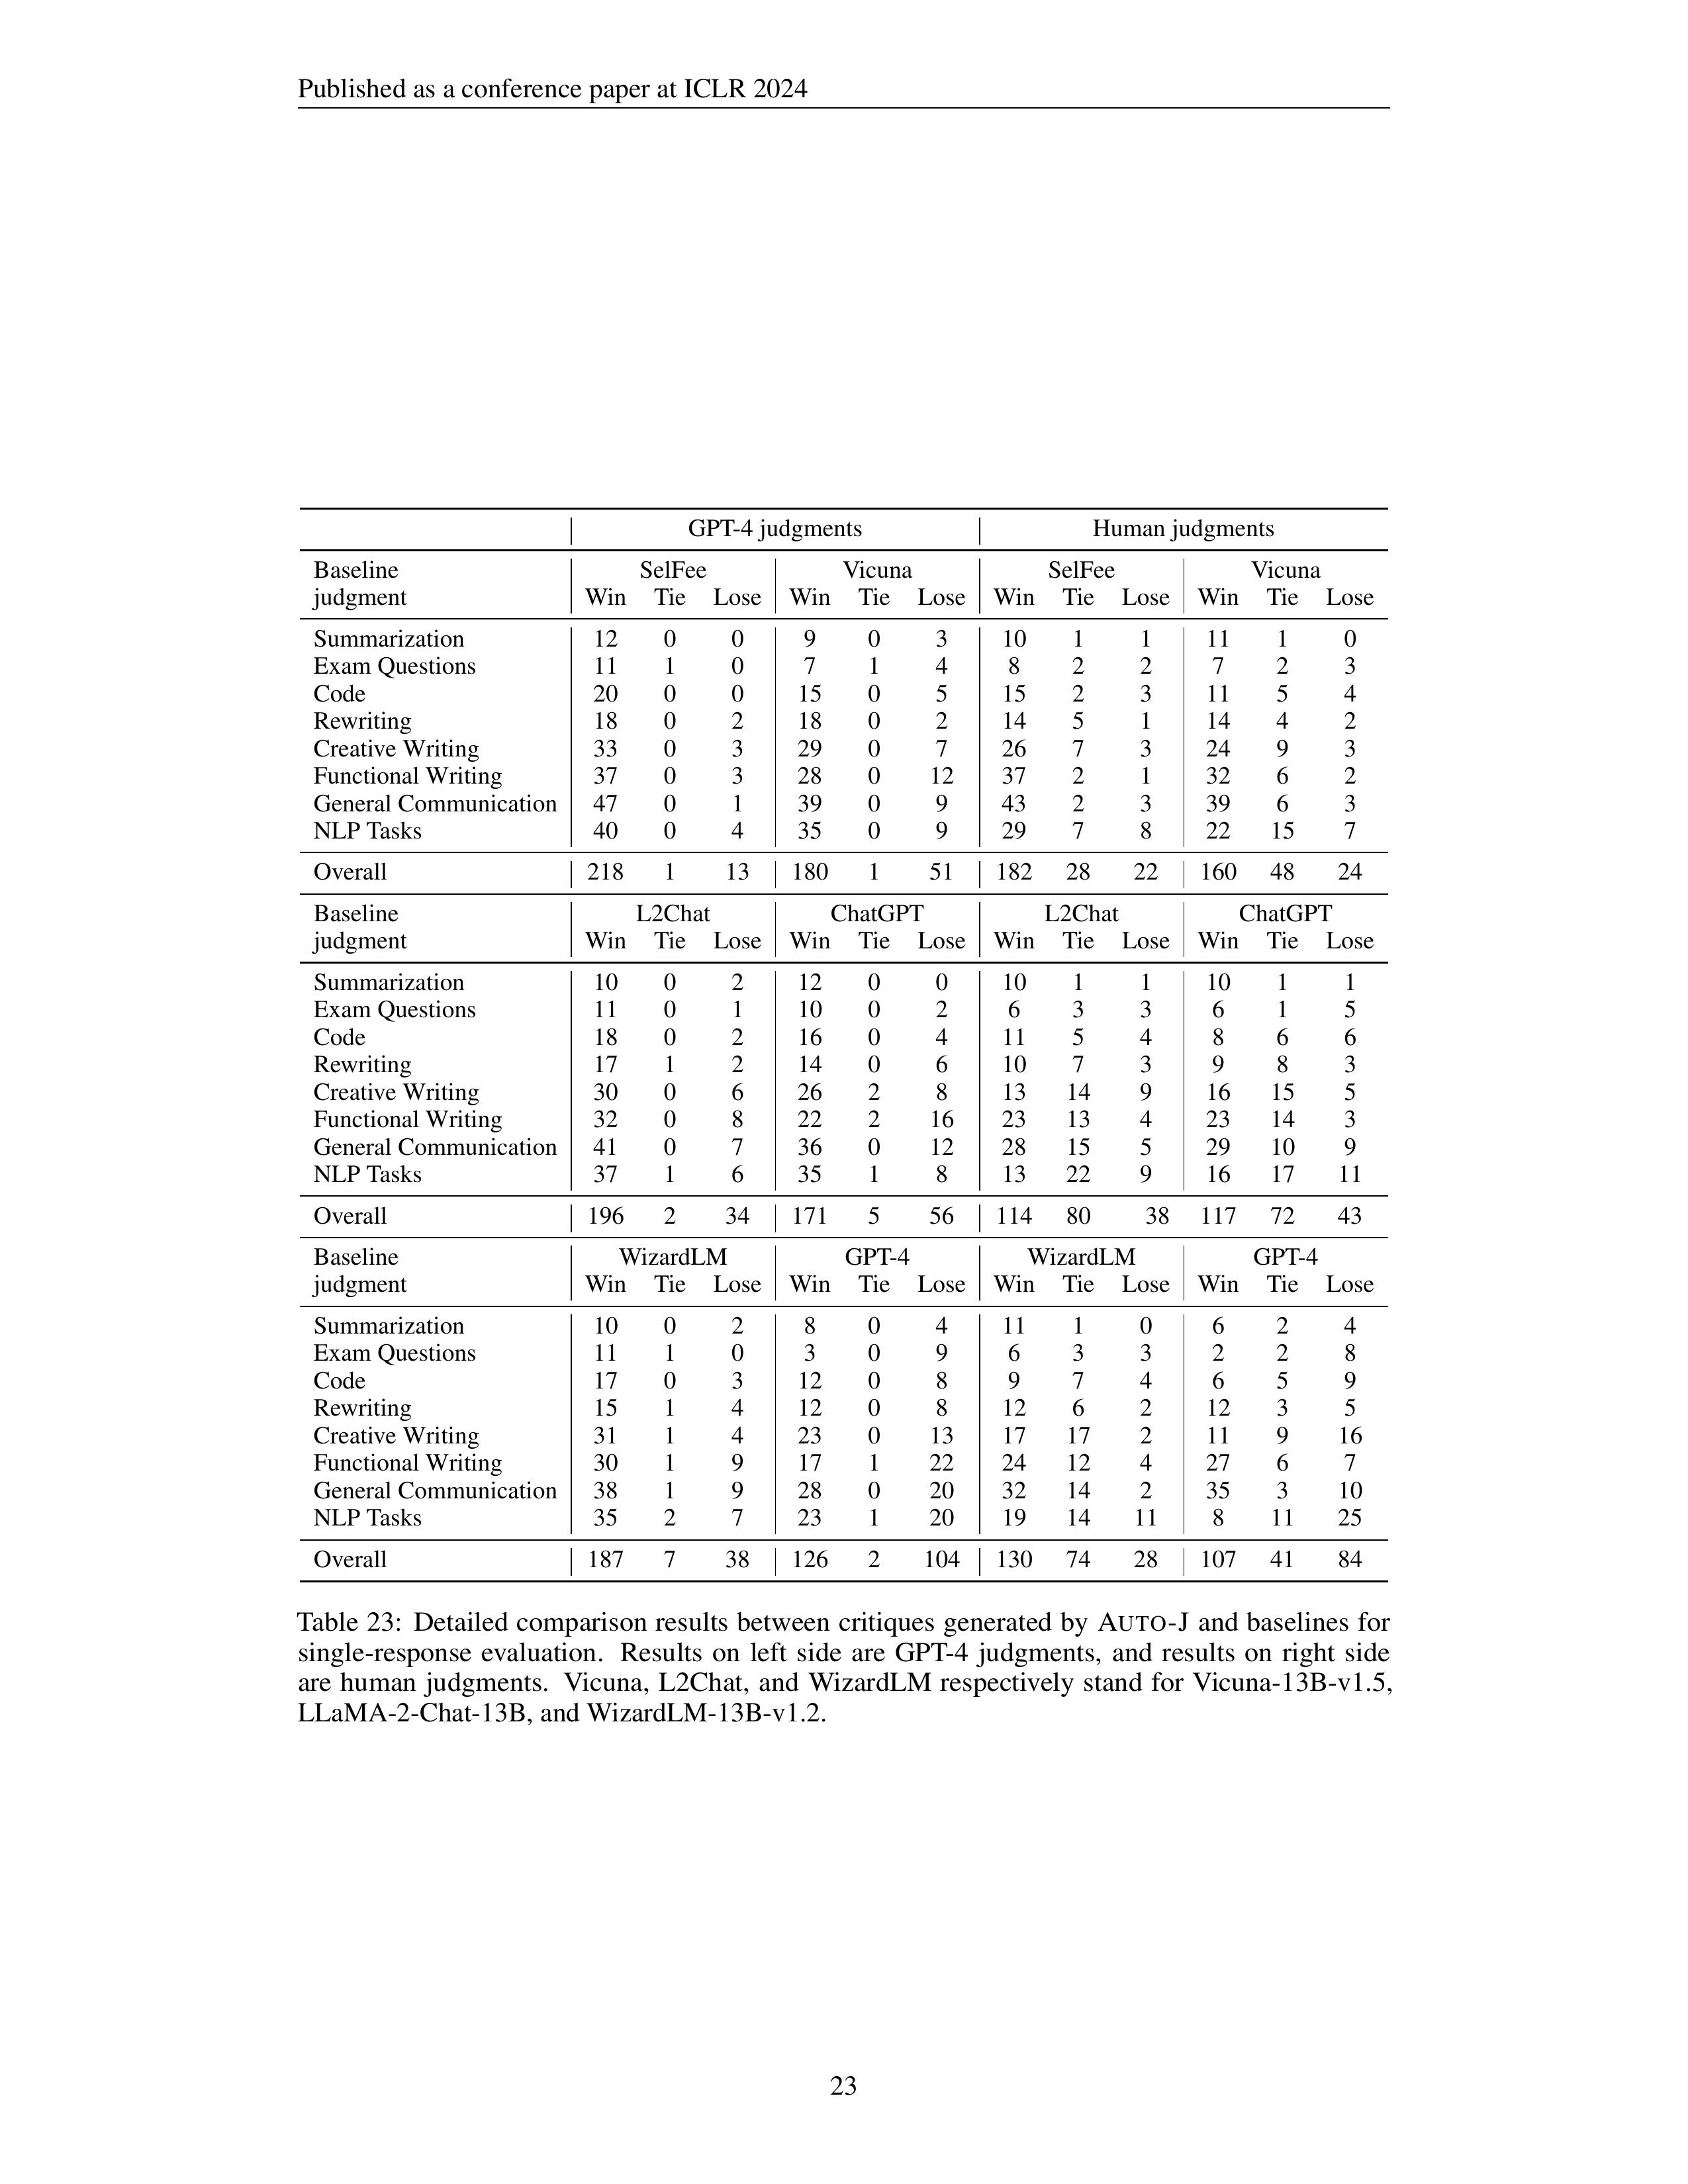 Published as a conference paper at ICLR 2024
GPT-4 judgments Human judgments
Baseline SelFee Vicuna SelFee Vicuna
judgment Win Tie Lose Win Tie Lose Win Tie Lose Win Tie Lose
Summarization 12 0 0 9 0 3 10 1 1 11 1 0
Exam Questions 11 1 0 7 1 4 8 2 2 7 2 3
Code 20 0 0 15 0 5 15 2 3 11 5 4
Rewriting 18 0 2 18 0 2 14 5 1 14 4 2
Creative Writing 33 0 3 29 0 7 26 7 3 24 9 3
Functional Writing 37 0 3 28 0 12 37 2 1 32 6 2
General Communication 47 0 1 39 0 9 43 2 3 39 6 3
NLP Tasks 40 0 4 35 0 9 29 7 8 22 15 7
Overall 218 1 13 180 1 51 182 28 22 160 48 24
Baseline L2Chat ChatGPT L2Chat ChatGPT
judgment Win Tie Lose Win Tie Lose Win Tie Lose Win Tie Lose
Summarization 10 0 2 12 0 0 10 1 1 10 1 1
Exam Questions 11 0 1 10 0 2 6 3 3 6 1 5
Code 18 0 2 16 0 4 11 5 4 8 6 6
Rewriting 17 1 2 14 0 6 10 7 3 9 8 3
Creative Writing 30 0 6 26 2 8 13 14 9 16 15 5
Functional Writing 32 0 8 22 2 16 23 13 4 23 14 3
General Communication 41 0 7 36 0 12 28 15 5 29 10 9
NLP Tasks 37 1 6 35 1 8 13 22 9 16 17 11
Overall 196 2 34 171 5 56 114 80 38 117 72 43
Baseline WizardLM GPT-4 WizardLM GPT-4
judgment Win Tie Lose Win Tie Lose Win Tie Lose Win Tie Lose
Summarization 10 0 2 8 0 4 11 1 0 6 2 4
Exam Questions 11 1 0 3 0 9 6 3 3 2 2 8
Code 17 0 3 12 0 8 9 7 4 6 5 9
Rewriting 15 1 4 12 0 8 12 6 2 12 3 5
Creative Writing 31 1 4 23 0 13 17 17 2 11 9 16
Functional Writing 30 1 9 17 1 22 24 12 4 27 6 7
General Communication 38 1 9 28 0 20 32 14 2 35 3 10
NLP Tasks 35 2 7 23 1 20 19 14 11 8 11 25
Overall 187 7 38 126 2 104 130 74 28 107 41 84
Table 23: Detailed comparison results between critiques generated by AUTO-J and baselines for
single-response evaluation. Results on left side are GPT-4 judgments, and results on right side
are human judgments. Vicuna, L2Chat, and WizardLM respectively stand for Vicuna-13B-v1.5,
LLaMA-2-Chat-13B, and WizardLM-13B-v1.2.
23